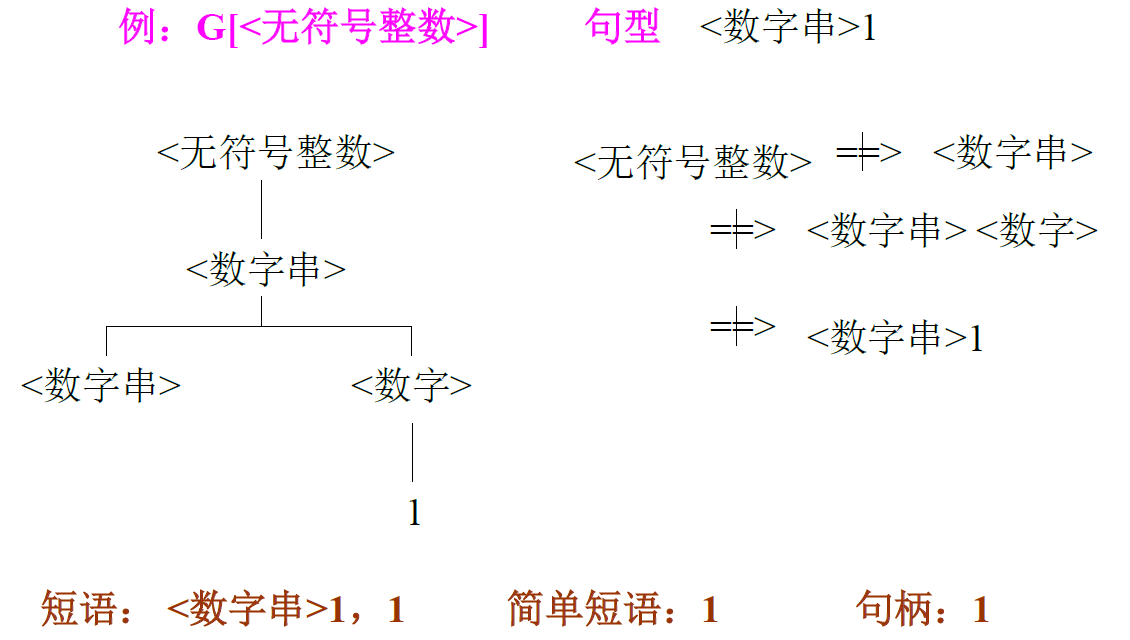 例：G[<无符号整数>] 句型 <数字串>1
<无符号整数>
<数字串>
<数字串> <数字>
1
<无符号整数> ==> <数字串>
==> <数字串> <数字>
==> <数字串>1
短语： <数字串>1，1 简单短语：1 句柄：1